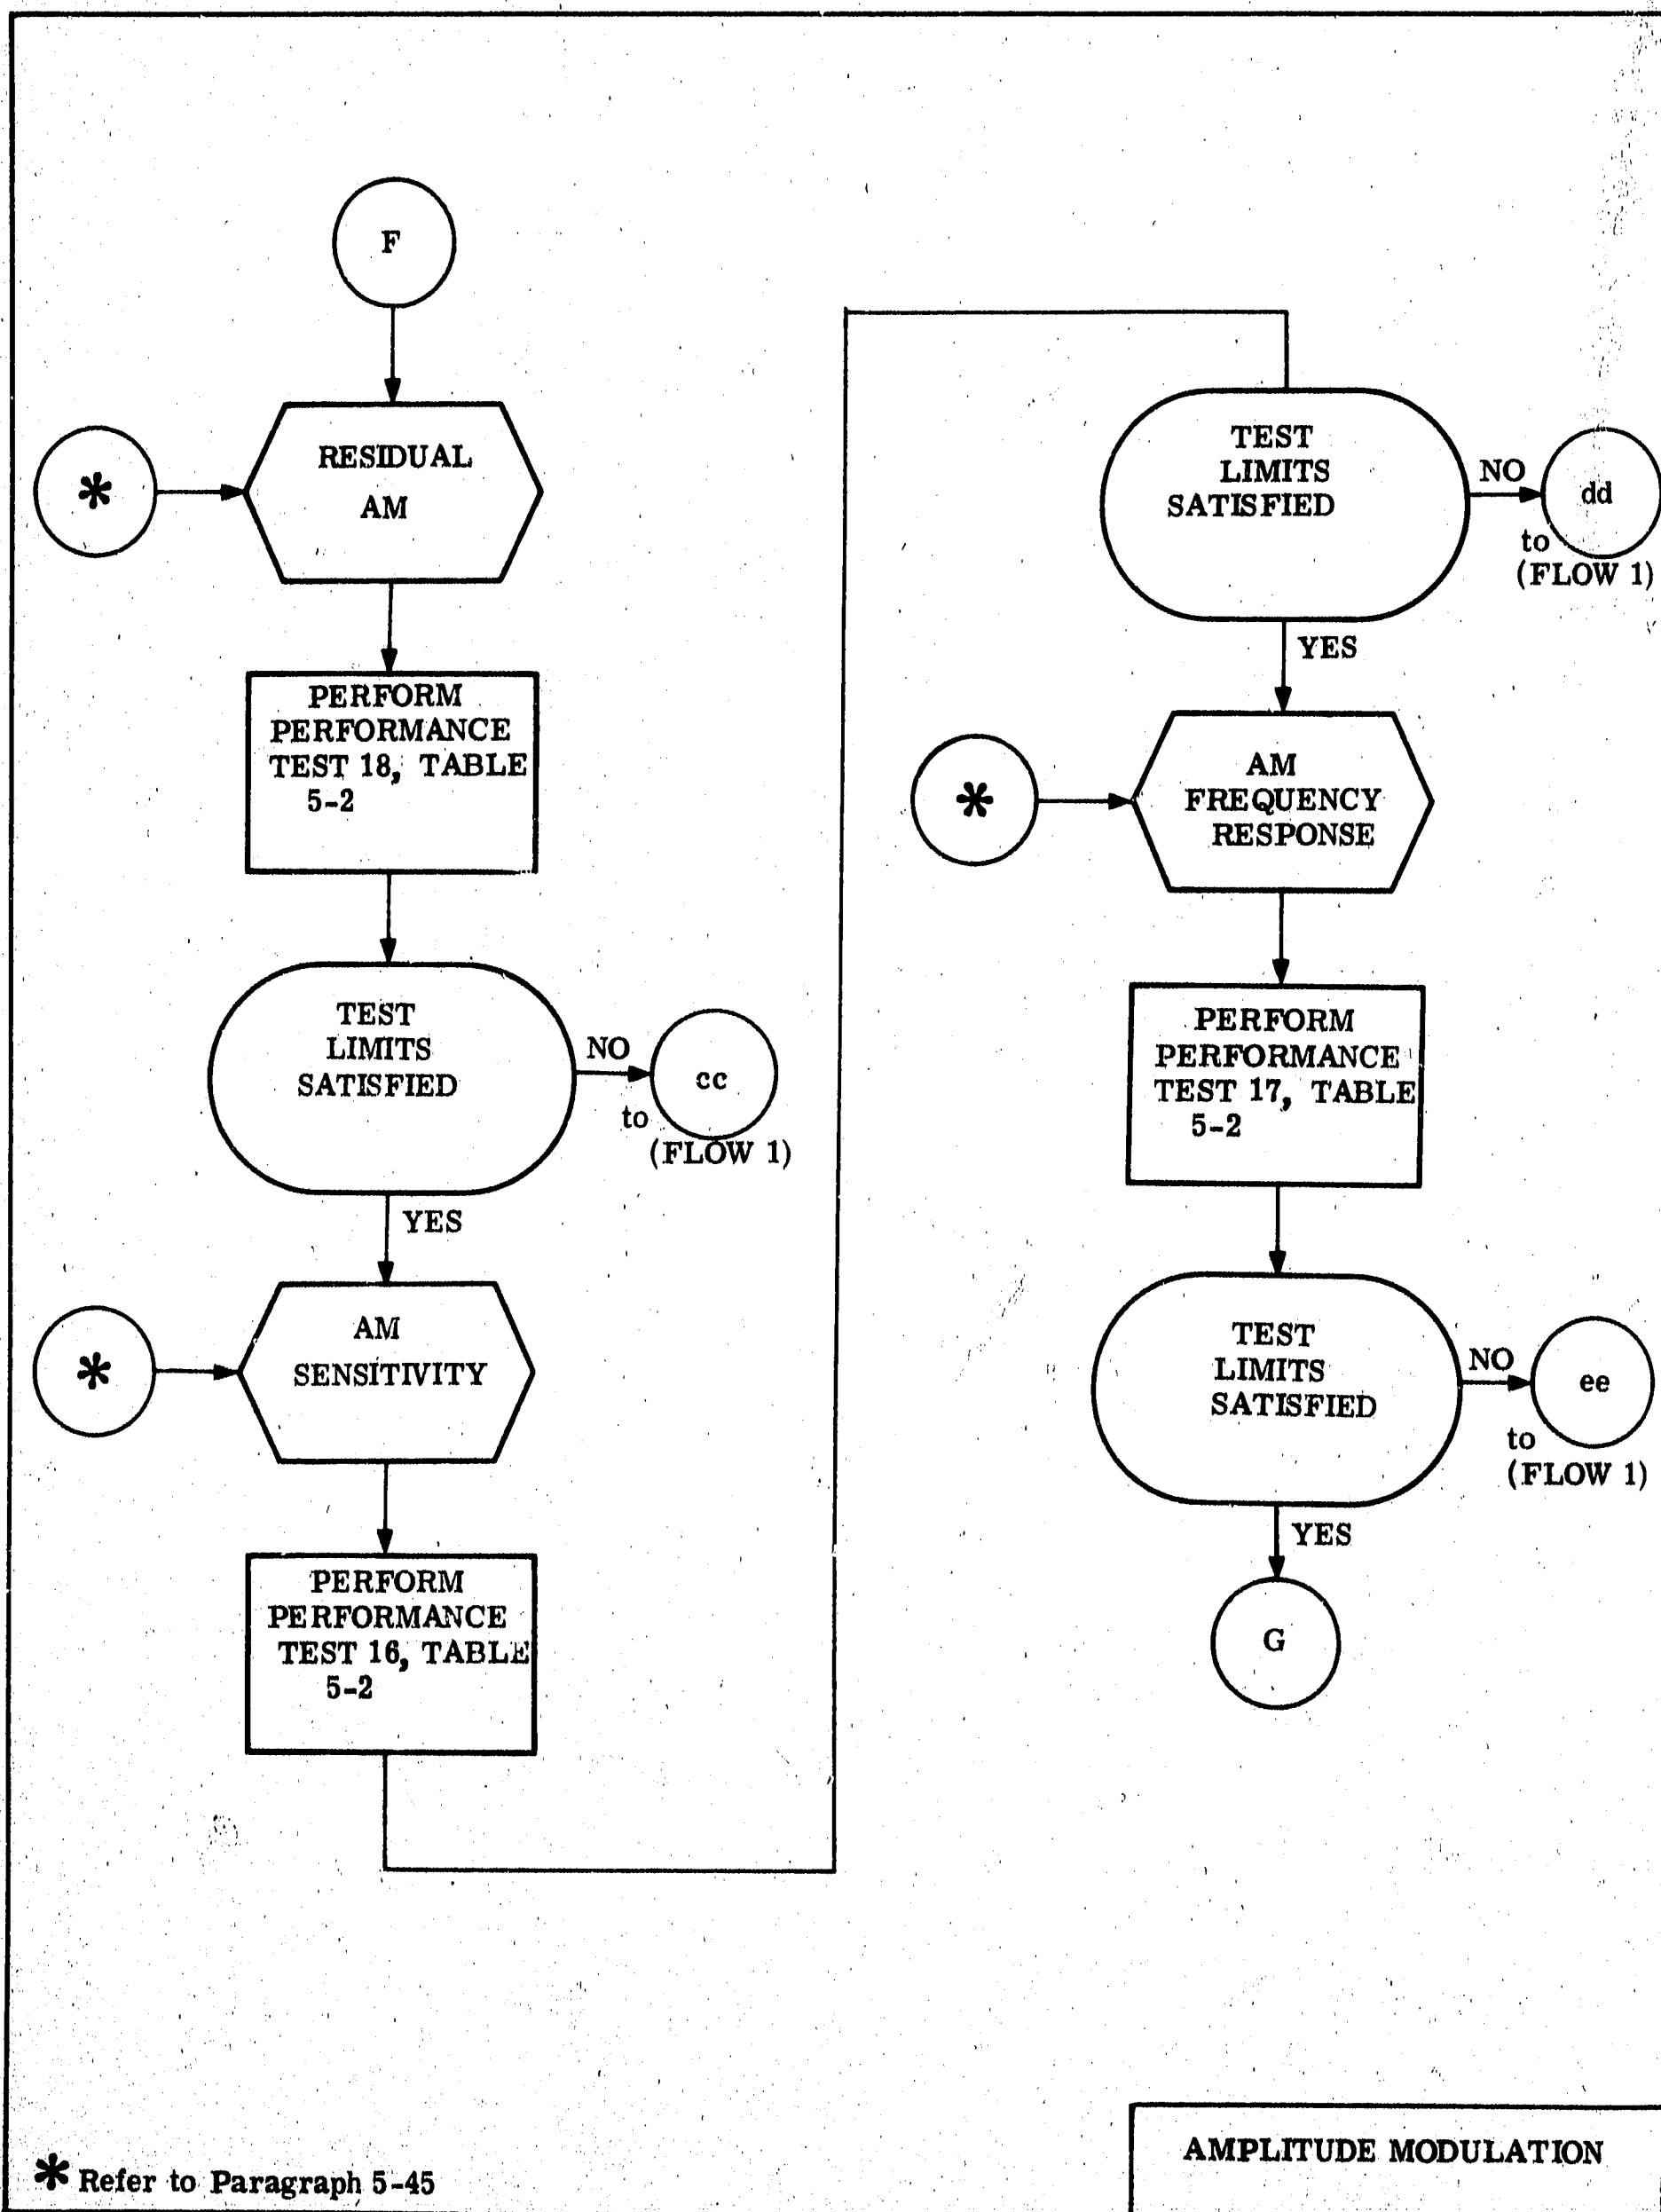 F
*
RESIDUAL
AM
PERFORM
PERFORMANCE
TEST 18, TABLE
5-2
TEST
LIMITS
SATISFIED
NO
cc
to
(FLOW 1)
YES
*
AM
SENSITIVITY
PERFORM
PERFORMANCE
TEST 16, TABLE
5-2
TEST
LIMITS
SATISFIED
NO
dd
to
(FLOW 1)
YES
*
AM
FREQUENCY
RESPONSE
PERFORM
PERFORMANCE
TEST 17, TABLE
5-2
TEST
LIMITS
SATISFIED
NO
ee
to
(FLOW 1)
YES
G
* Refer to Paragraph 5-45
AMPLITUDE MODULATION